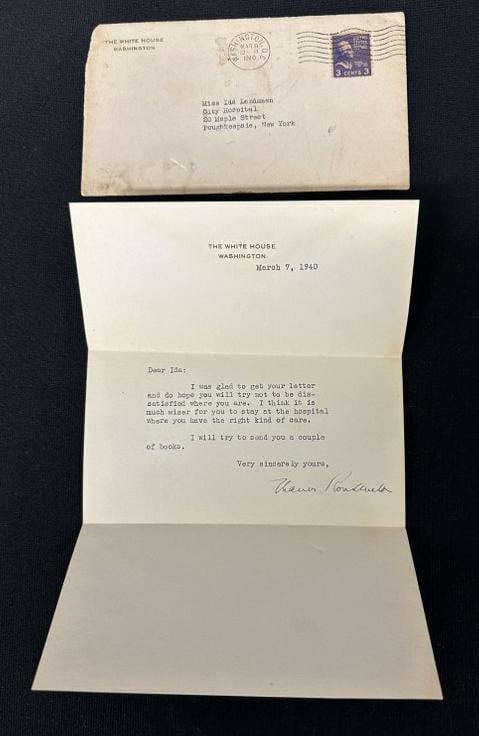 THE WHITE HOUSE
WASHINGTON
WASHINGTON, D.C.
MAR
1940
3 CENTS 3
Miss Ida
City Hospital
20 Maple Street
Poughkeepsie, New York
THE WHITE HOUSE
WASHINGTON
March 7, 1940
Dear Ida:
I was glad to get your letter
and do hope you will try not to be dis-
satisfied where you are. I think it is
much wiser for you to stay at the hospital
where you have the right kind of care.
I will try to send you a couple
of books.
Very sincerely yours,
Eleanor Roosevelt